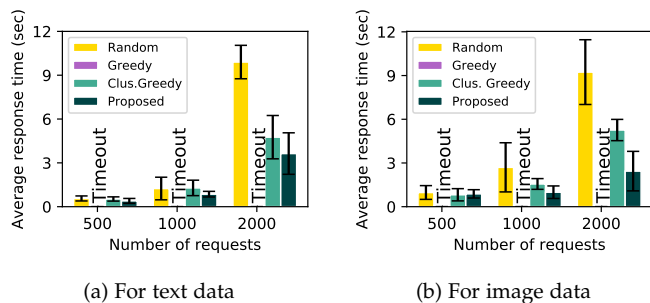 Average response time (sec)
12
9
6
3
0
Random
Greedy
Clus.Greedy
Proposed
Timeout
Timeout
Timeout
500
1000
2000
Number of requests
(a) For text data
Average response time (sec)
12
9
6
3
0
Random
Greedy
Clus. Greedy
Proposed
Timeout
Timeout
Timeout
500
1000
2000
Number of requests
(b) For image data